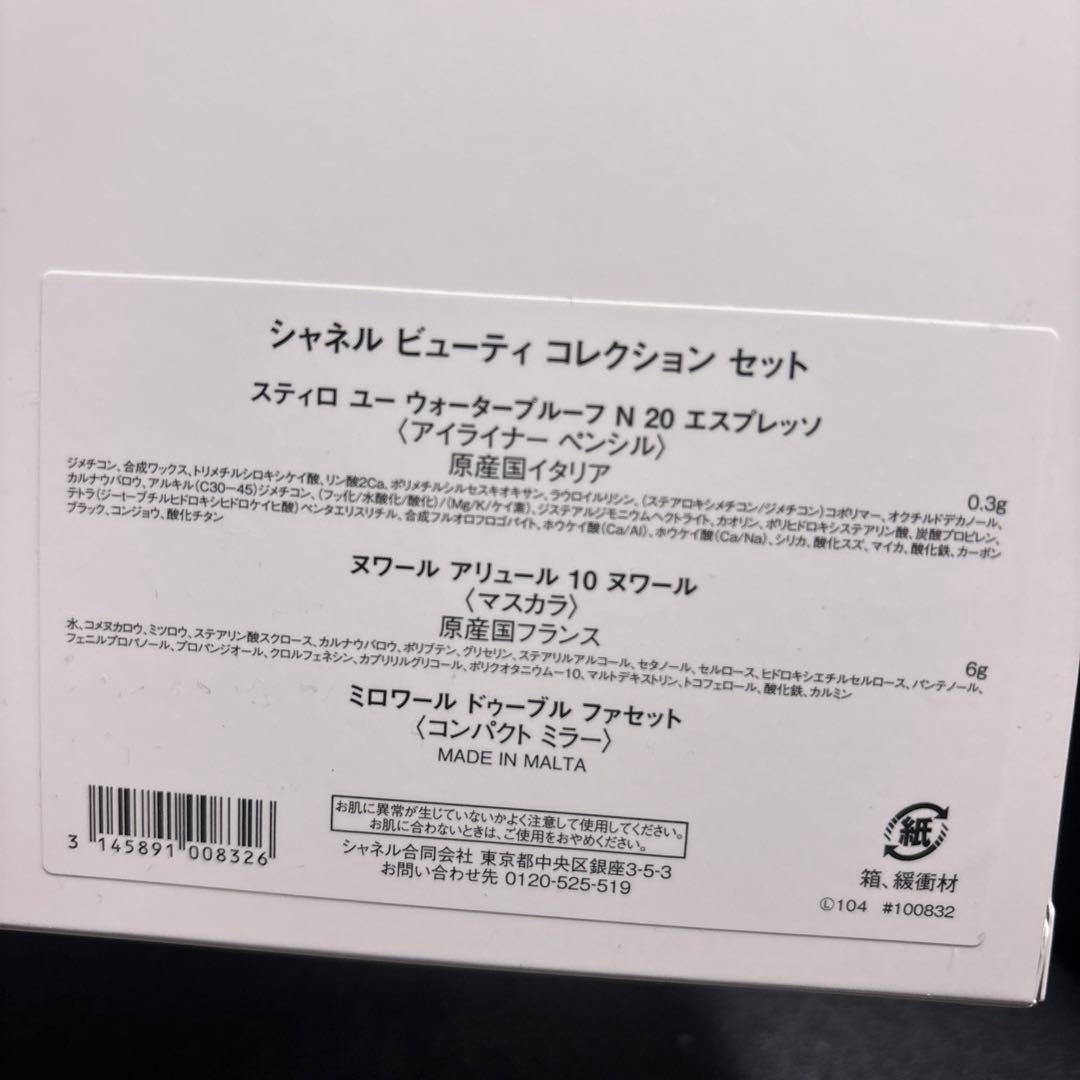 シャネル ビューティ コレクション セット
スティロ ユー ウォータープルーフ N 20 エスプレッソ
〈アイライナー ペンシル〉
原産国イタリア
0.3g
ジメチコン、合成ワックス、トリメチルシロキシケイ酸、リン酸2Ca、ポリメチルシルセスキオキサン、ラウロイルリシン、(ステアロキシメチコン/ジメチコン)コポリマー、オクチルドデカノール、
カルナウバロウ、アルキル(C30-45)ジメチコン、(フッ化/水酸化/酸化)/(Mg/K/ケイ素)、ジステアルジモニウムヘクトライト、カオリン、ポリヒドロキシステアリン酸、炭酸プロピレン、
テトラ(ジ-t-ブチルヒドロキシヒドロケイヒ酸)ペンタエリスリチル、合成フルオロフロゴパイト、ホウケイ酸(Ca/Al)、ホウケイ酸(Ca/Na)、シリカ、酸化スズ、マイカ、酸化鉄、カーボン
ブラック、コンジョウ、酸化チタン
ヌワール アリュール 10 ヌワール
〈マスカラ〉
原産国フランス
6g
水、コメヌカロウ、ミツロウ、ステアリン酸スクロース、カルナウバロウ、ポリブテン、グリセリン、ステアリルアルコール、セタノール、セルロース、ヒドロキシエチルセルロース、パンテノール、
フェニルプロパノール、プロパンジオール、クロルフェネシン、カプリリルグリコール、ポリクオタニウム-10、マルトデキストリン、トコフェロール、酸化鉄、カルミン
ミロワール ドゥーブル ファセット
〈コンパクト ミラー〉
MADE IN MALTA
3 145891 008326
お肌に異常が生じていないかよく注意して使用してください。
お肌に合わないときは、ご使用をおやめください。
シャネル合同会社 東京都中央区銀座3-5-3
お問い合わせ先 0120-525-519
紙
箱、緩衝材
Ⓛ104 #100832